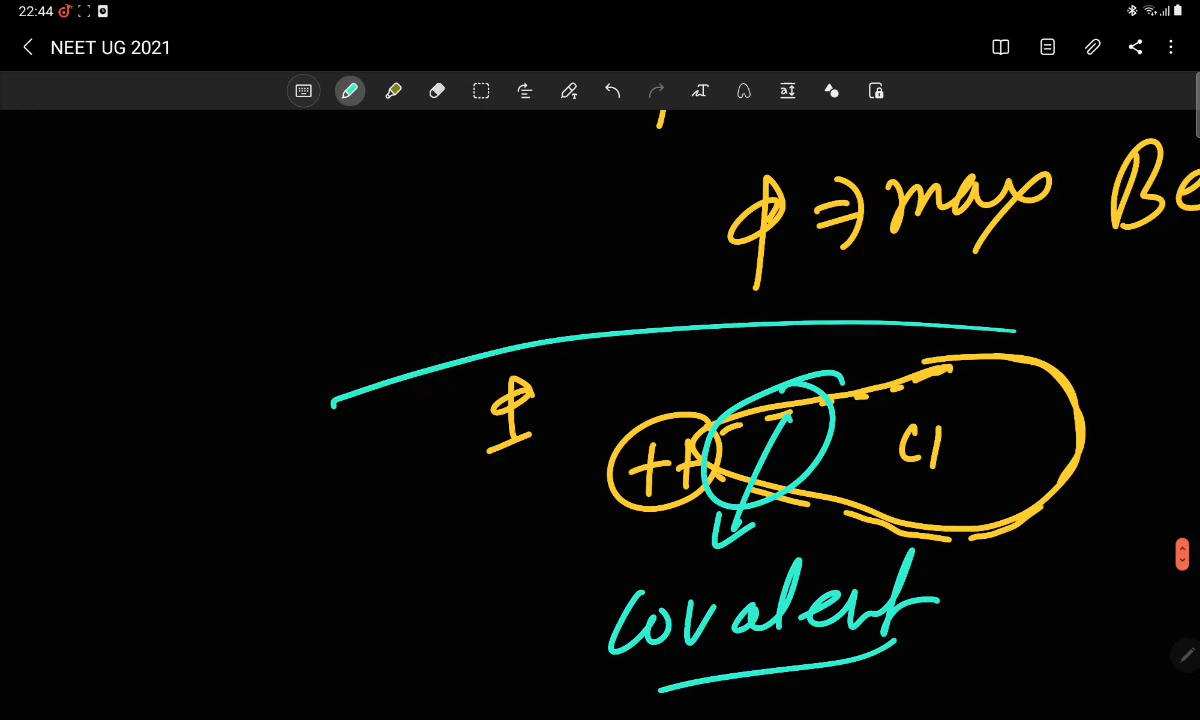 22:44
NEET UG 2021
ϕ ⇒ max Be
ϕ
++ Cl
covalent